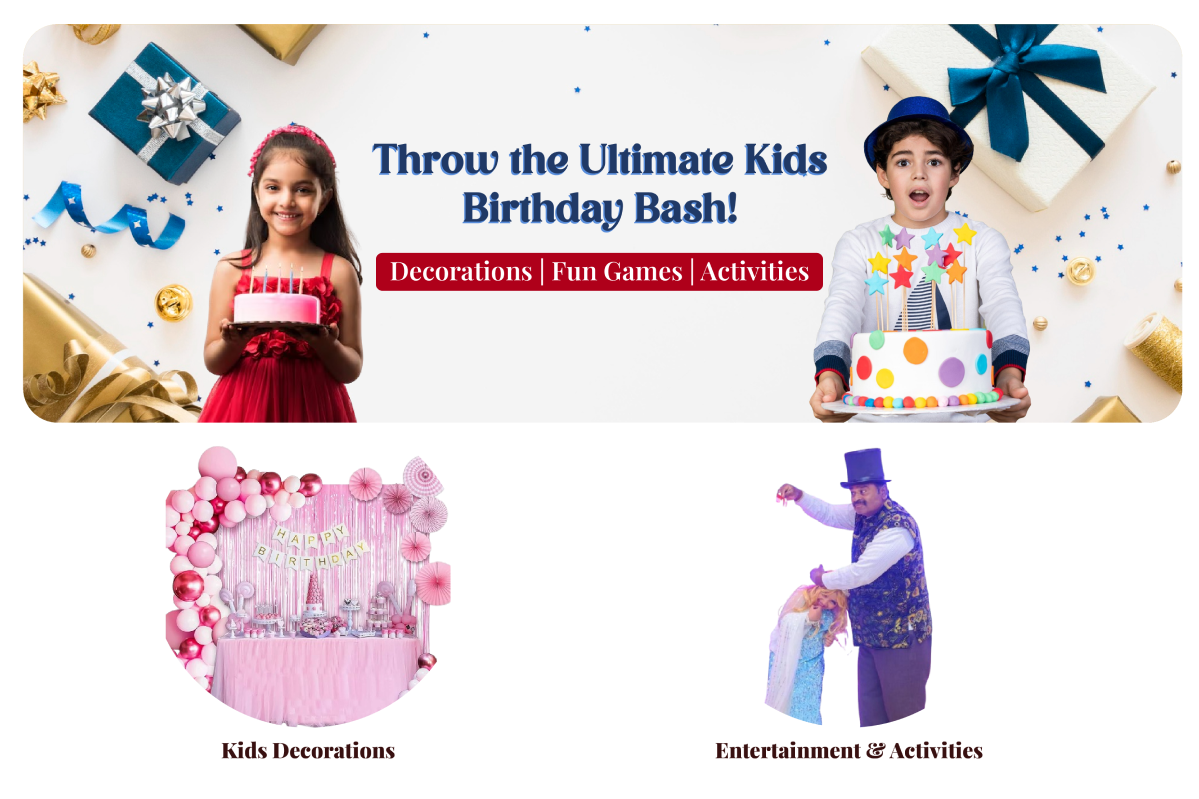 Throw the Ultimate Kids
Birthday Bash!
Decorations | Fun Games | Activities
HAPPY
BIRTHDAY
Kids Decorations
Entertainment & Activities